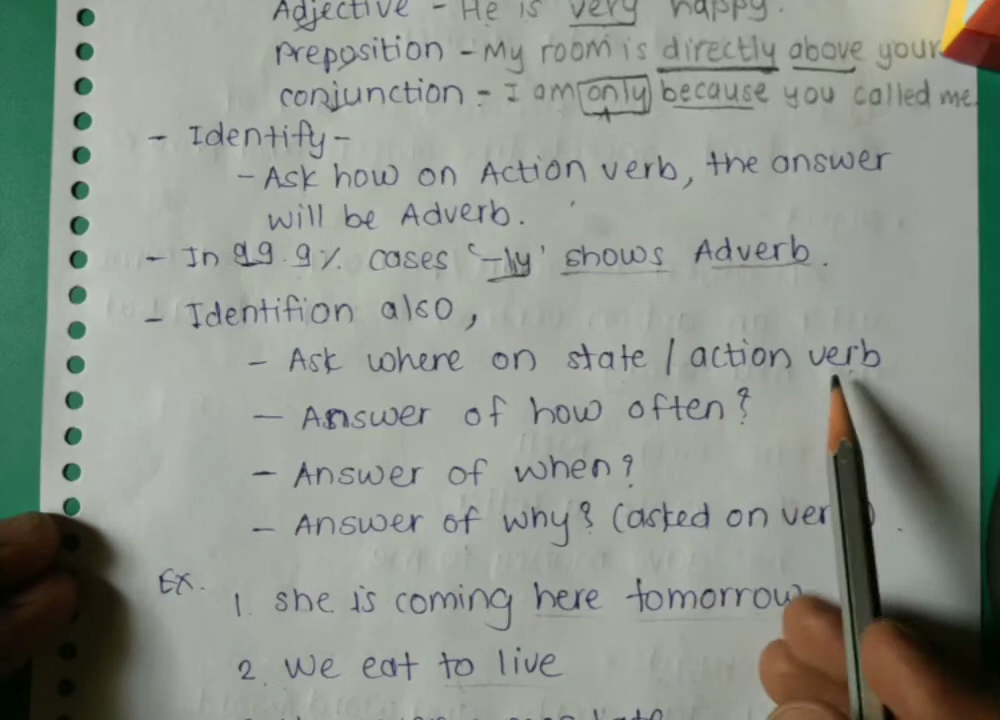 Adjective - He is very happy.
preposition - My room is directly above your
conjunction - I am only because you called me.
- Identify -
- Ask how on Action verb, the answer
will be Adverb.
- In 99.9% cases '-ly' shows Adverb.
- Identifion also,
- Ask where on state / action verb
- Answer of how often?
- Answer of when?
- Answer of why? (asked on ver
Ex. 1. she is coming here tomorrow
2. We eat to live